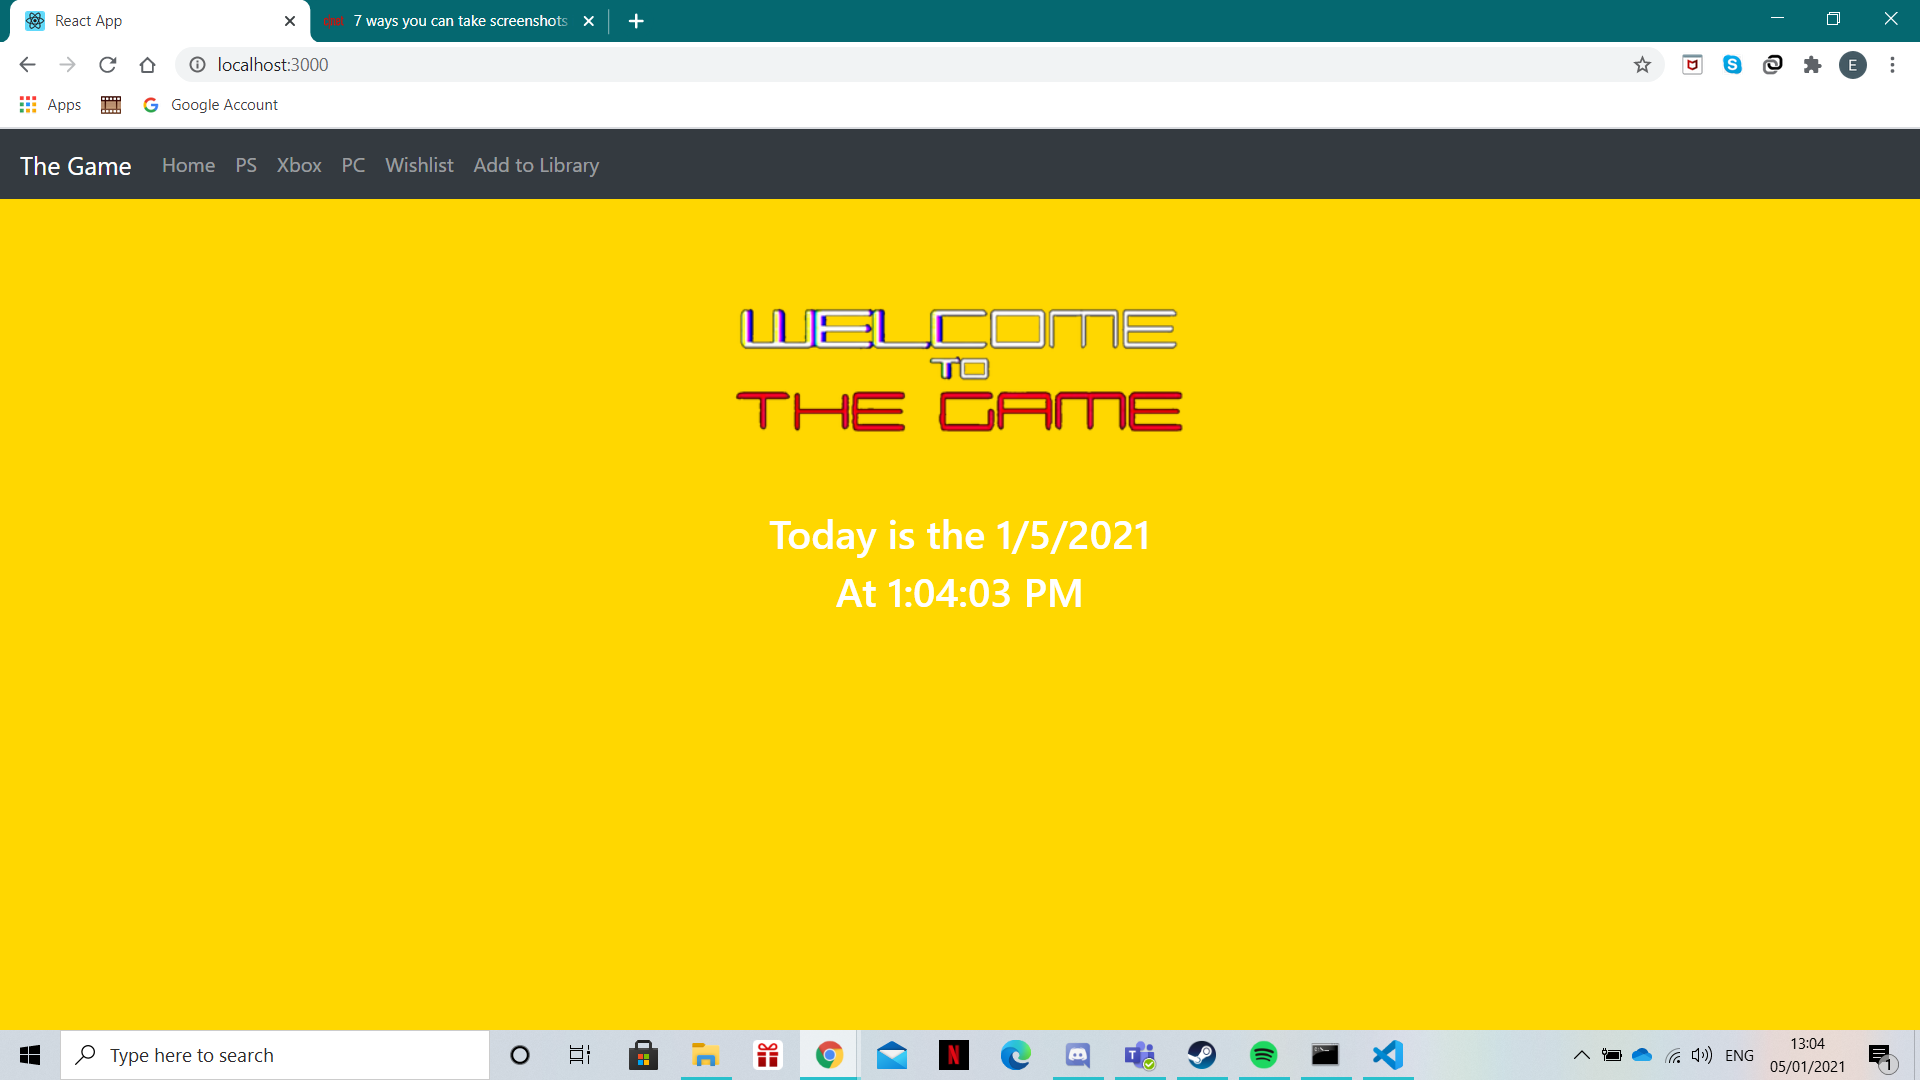 React App
7 ways you can take screenshots
localhost:3000
E
Apps
Google Account
The Game Home PS Xbox PC Wishlist Add to Library
WELCOME
TO
THE GAME
Today is the 1/5/2021
At 1:04:03 PM
Type here to search
ENG
13:04
05/01/2021
1